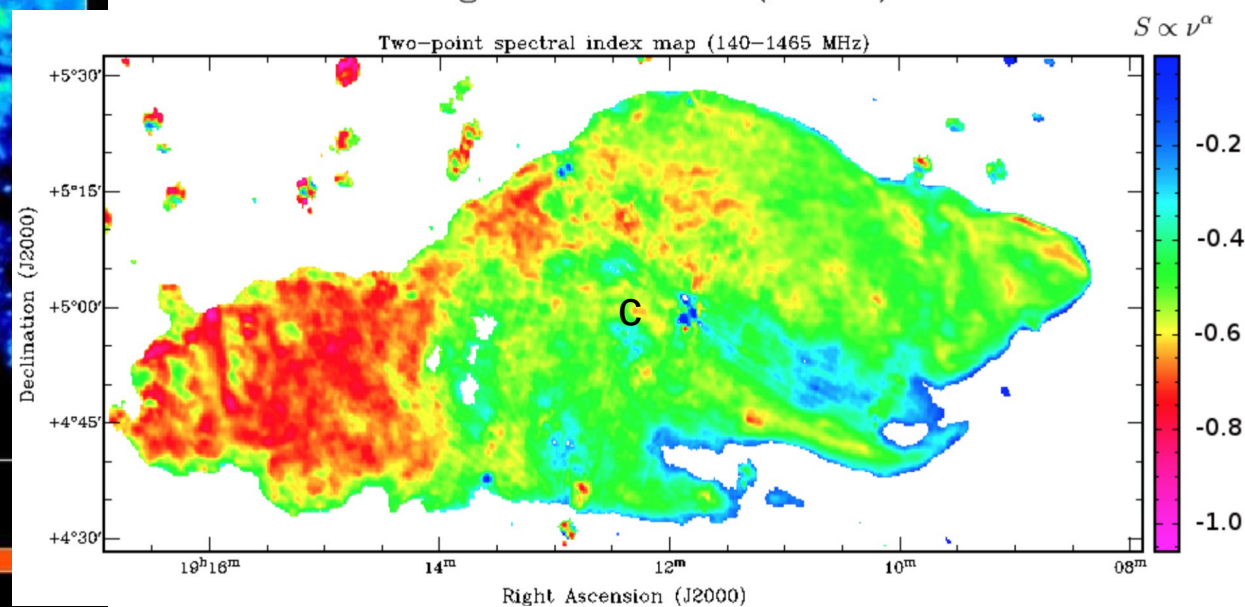 S ∝ ν^α
Two-point spectral index map (140-1465 MHz)
+5°30′
+5°15′
+5°00′
+4°45′
+4°30′
Declination (J2000)
C
-0.2
-0.4
-0.6
-0.8
-1.0
19ʰ16ᵐ
14ᵐ
12ᵐ
10ᵐ
08ᵐ
Right Ascension (J2000)